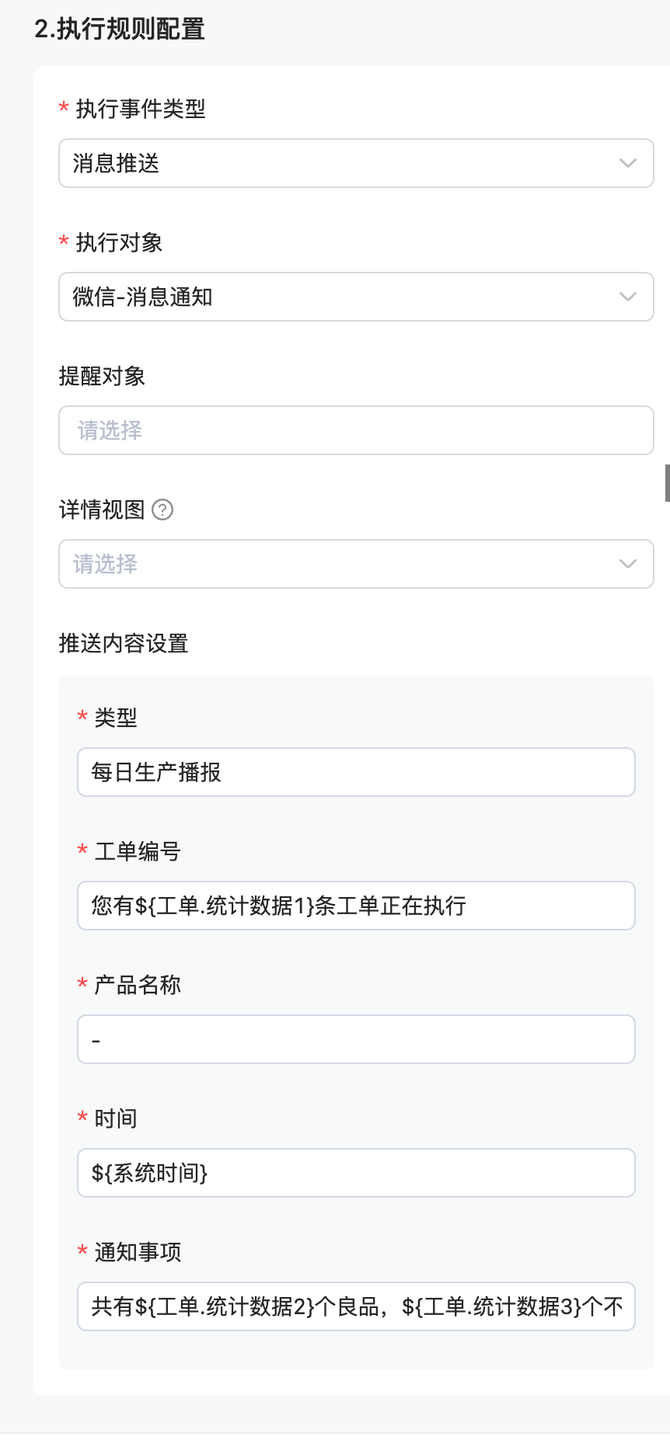 2.执行规则配置
* 执行事件类型
消息推送
* 执行对象
微信-消息通知
提醒对象
请选择
详情视图 ?
请选择
推送内容设置
* 类型
每日生产播报
* 工单编号
您有${工单.统计数据1}条工单正在执行
* 产品名称
-
* 时间
${系统时间}
* 通知事项
共有${工单.统计数据2}个良品，${工单.统计数据3}个不